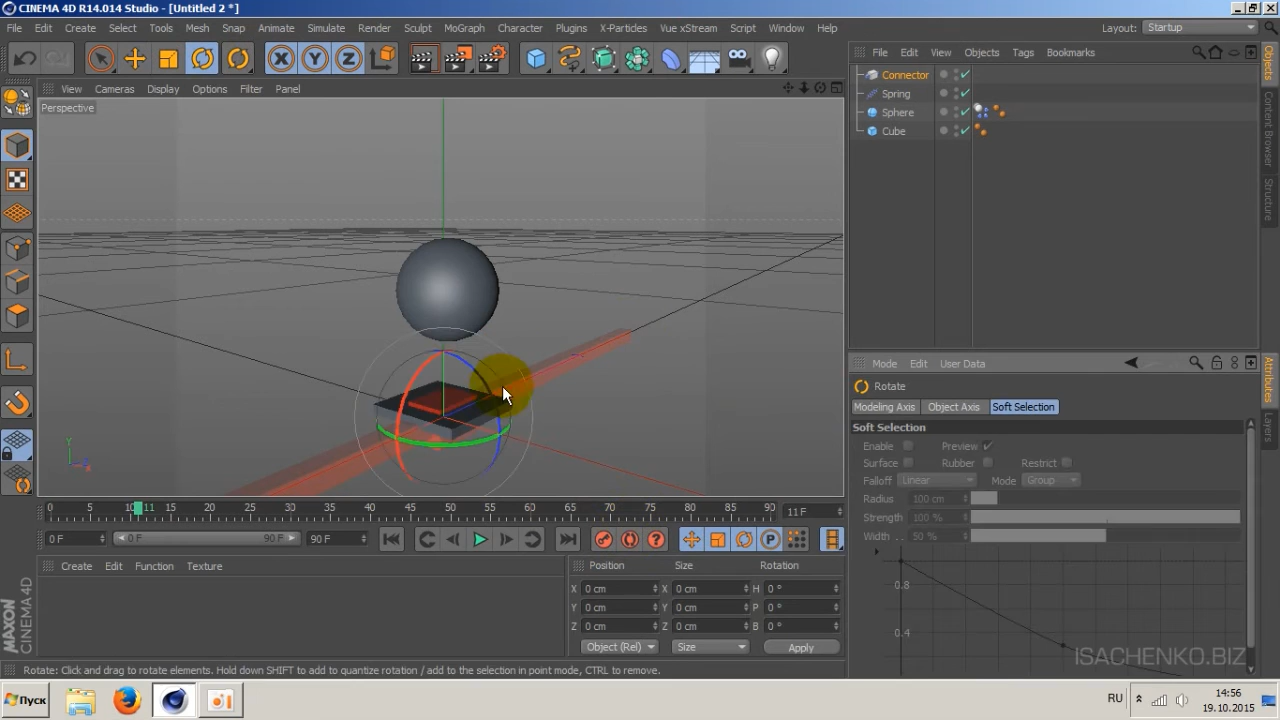 CINEMA 4D R14.014 Studio - [Untitled 2 *]
File Edit Create Select Tools Mesh Snap Animate Simulate Render Sculpt MoGraph Character Plugins X-Particles Vue xStream Script Window Help Layout: Startup
X Y Z
File Edit View Objects Tags Bookmarks
View Cameras Display Options Filter Panel
Perspective
Connector
Spring
Sphere
Cube
Objects
Content Browser
Structure
Mode Edit User Data
Rotate
Modeling Axis Object Axis Soft Selection
Soft Selection
Enable Preview
Surface Rubber Restrict
Falloff Linear Mode Group
Radius 100 cm
Strength 100 %
Width . . 50 %
0.8
0.4
Attributes
Layers
Y
0 5 10 11 15 20 25 30 35 40 45 50 55 60 65 70 75 80 85 90 11 F
0 F 0 F 90 F 90 F
P
Create Edit Function Texture
Position Size Rotation
X 0 cm X 0 cm H 0 °
Y 0 cm Y 0 cm P 0 °
Z 0 cm Z 0 cm B 0 °
Object (Rel) Size Apply
MAXON
CINEMA 4D
Rotate: Click and drag to rotate elements. Hold down SHIFT to add to quantize rotation / add to the selection in point mode, CTRL to remove.
ISACHENKO.BIZ
Пуск
RU
14:56
19.10.2015